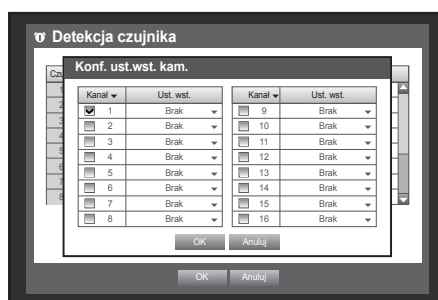 Detekcja czujnika
Czu
Konf. ust.wst. kam.
Kanał Ust. wst. Kanał Ust. wst.
1 Brak 9 Brak
2 Brak 10 Brak
3 Brak 11 Brak
4 Brak 12 Brak
5 Brak 13 Brak
6 Brak 14 Brak
7 Brak 15 Brak
8 Brak 16 Brak
OK Anuluj
OK Anuluj